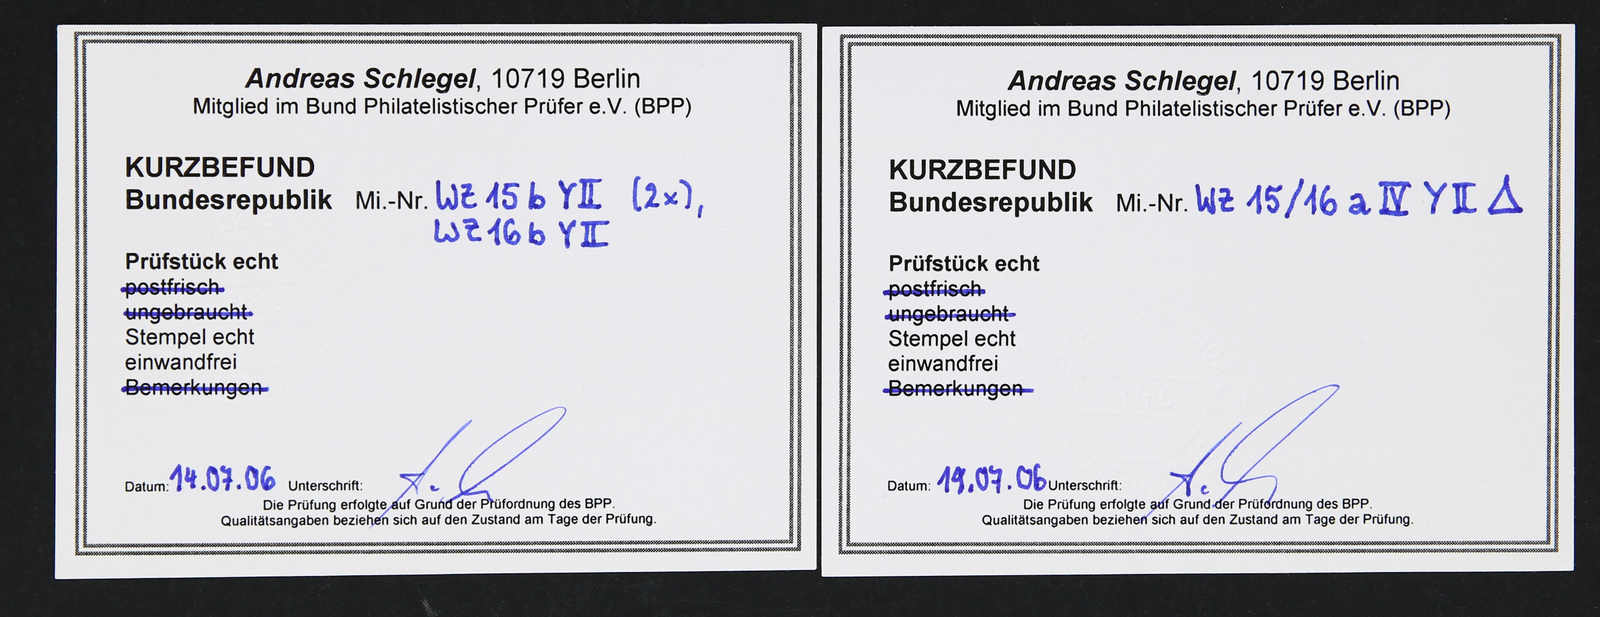 Andreas Schlegel, 10719 Berlin
Mitglied im Bund Philatelistischer Prüfer e.V. (BPP)
KURZBEFUND
Bundesrepublik Mi.-Nr. WZ 15 b YII (2x),
WZ 16 b YII
Prüfstück echt
postfrisch
ungebraucht
Stempel echt
einwandfrei
Bemerkungen
Datum: 14.07.06 Unterschrift:
Die Prüfung erfolgte auf Grund der Prüfordnung des BPP.
Qualitätsangaben beziehen sich auf den Zustand am Tage der Prüfung.
Andreas Schlegel, 10719 Berlin
Mitglied im Bund Philatelistischer Prüfer e.V. (BPP)
KURZBEFUND
Bundesrepublik Mi.-Nr. WZ 15/16 a IV Y II Δ
Prüfstück echt
postfrisch
ungebraucht
Stempel echt
einwandfrei
Bemerkungen
Datum: 19.07.06 Unterschrift:
Die Prüfung erfolgte auf Grund der Prüfordnung des BPP.
Qualitätsangaben beziehen sich auf den Zustand am Tage der Prüfung.